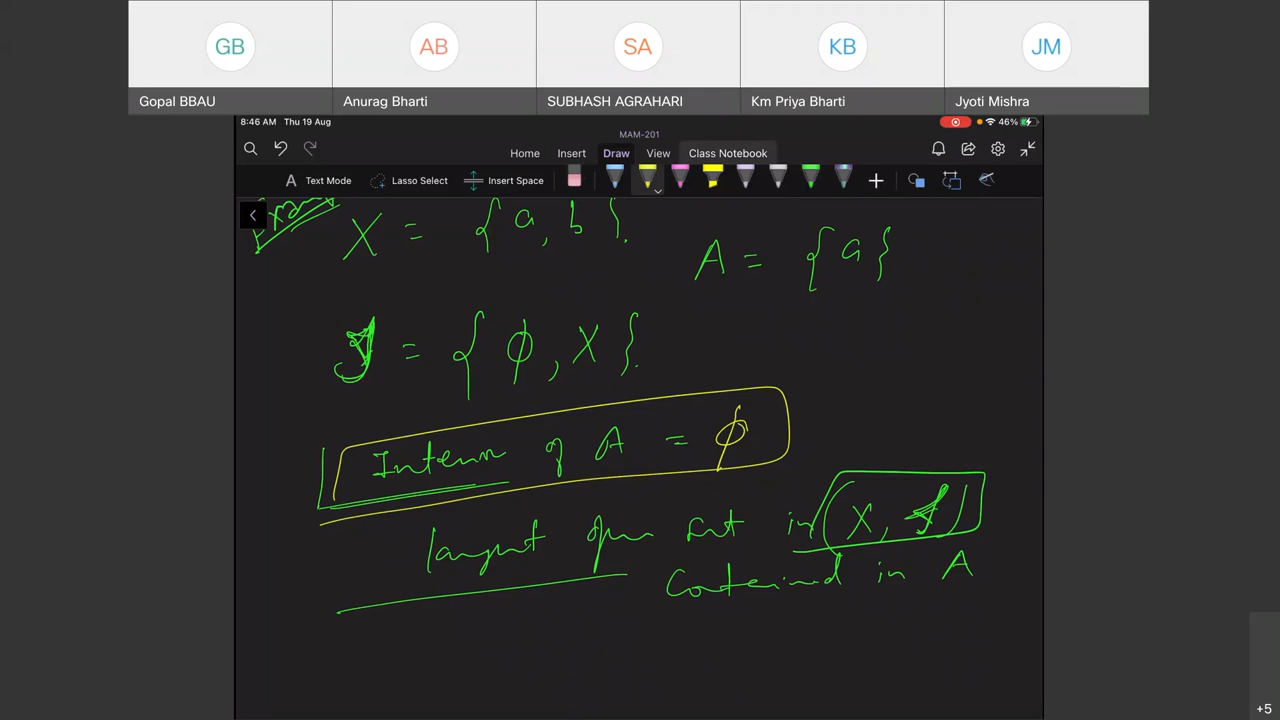 GB AB SA KB JM
Gopal BBAU Anurag Bharti SUBHASH AGRAHARI Km Priya Bharti Jyoti Mishra
8:46 AM Thu 19 Aug 46%
MAM-201
Home Insert Draw View Class Notebook
Text Mode Lasso Select Insert Space
X = { a, b }.
A = { a }
= { ϕ, X }.
Interior of A = ϕ
largest open set in (X, )
Contained in A
+5